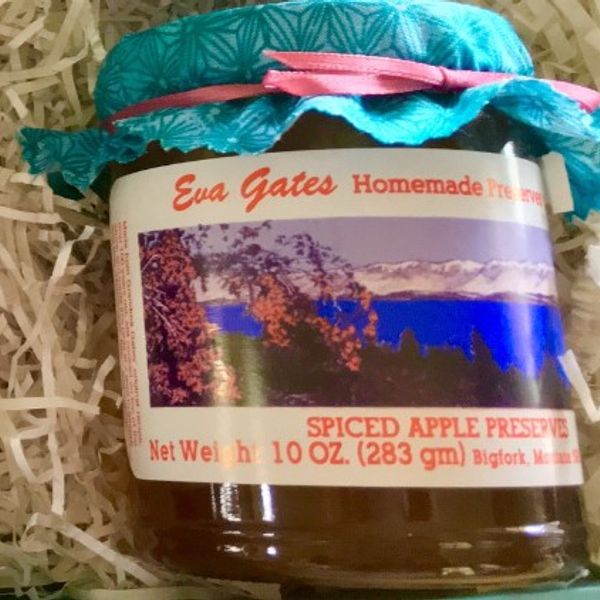 Eva Gates Homemade Preserves
SPICED APPLE PRESERVES
Net Weight 10 OZ. (283 gm) Bigfork, Montana